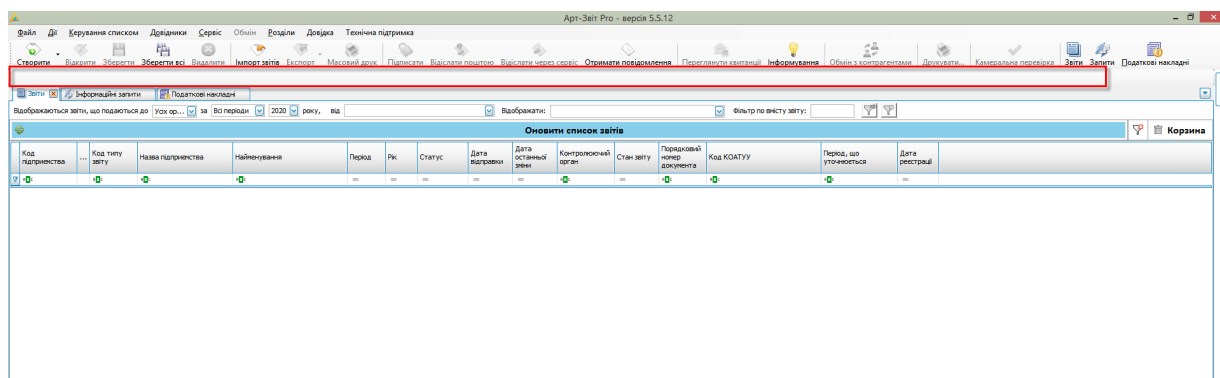 Арт-Звіт Pro - версія 5.5.12
Файл Дії Керування списком Довідники Сервіс Обмін Розділи Довідка Технічна підтримка
Створити Відкрити Зберегти Зберегти всі Видалити Імпорт звітів Експорт Масовий друк Підписати Відіслати поштою Відіслати через сервіс Отримати повідомлення Переглянути квитанції Інформування Обмін з контрагентами Друкувати... Камеральна перевірка Звіти Запити Податкові накладні
Звіти Інформаційні запити Податкові накладні
Відображаються звіти, що подаються до Усіх ор... за Всі періоди 2020 року, від Відображати: Фільтр по вмісту звіту:
Оновити список звітів Корзина
Код підприємства ... Код типу звіту Назва підприємства Найменування Період Рік Статус Дата відправки Дата останньої зміни Контролюючий орган Стан звіту Порядковий номер документа Код КОАТУУ Період, що уточнюється Дата реєстрації